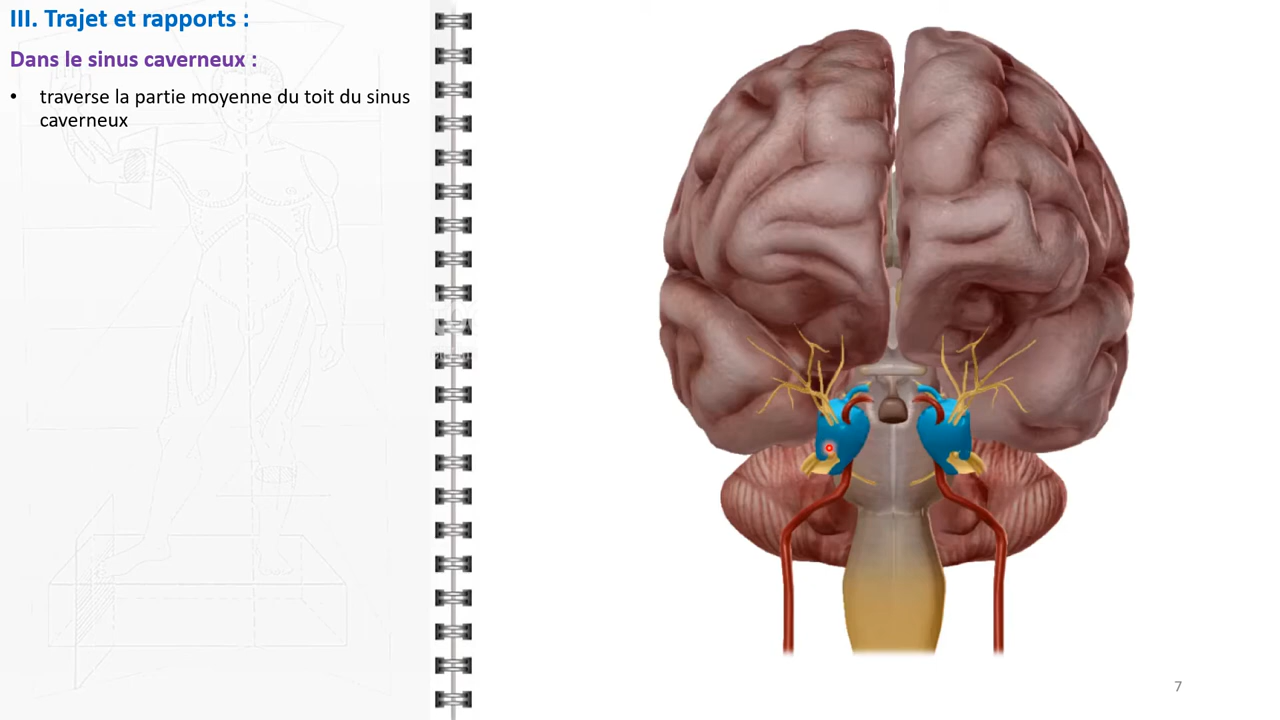 III. Trajet et rapports :
Dans le sinus caverneux :
• traverse la partie moyenne du toit du sinus
caverneux
7